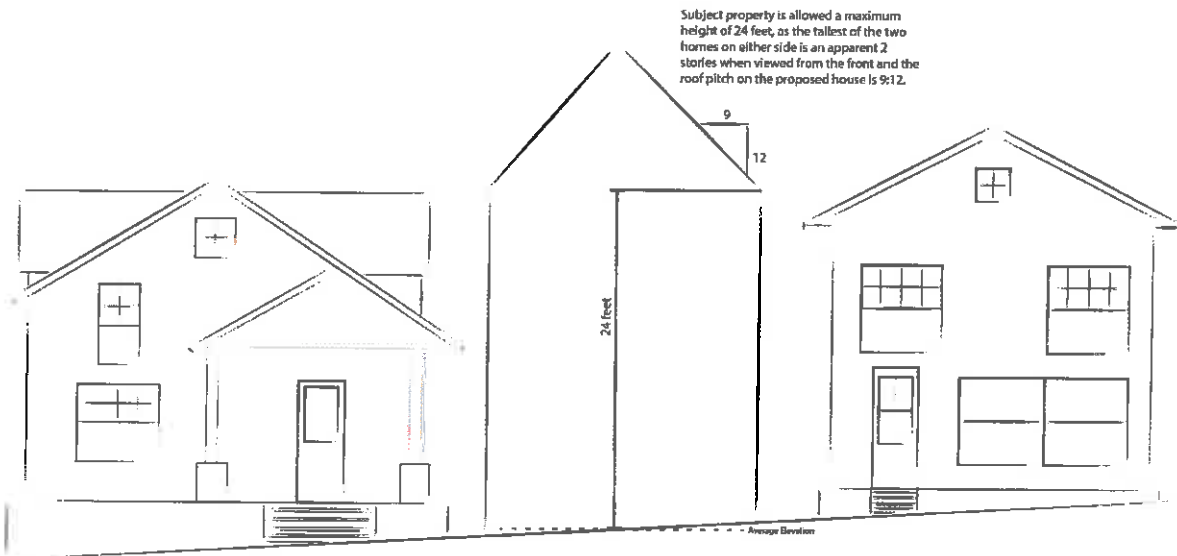 Subject property is allowed a maximum
height of 24 feet, as the tallest of the two
homes on either side is an apparent 2
stories when viewed from the front and the
roof pitch on the proposed house is 9:12.
9
12
24 feet
Average Elevation